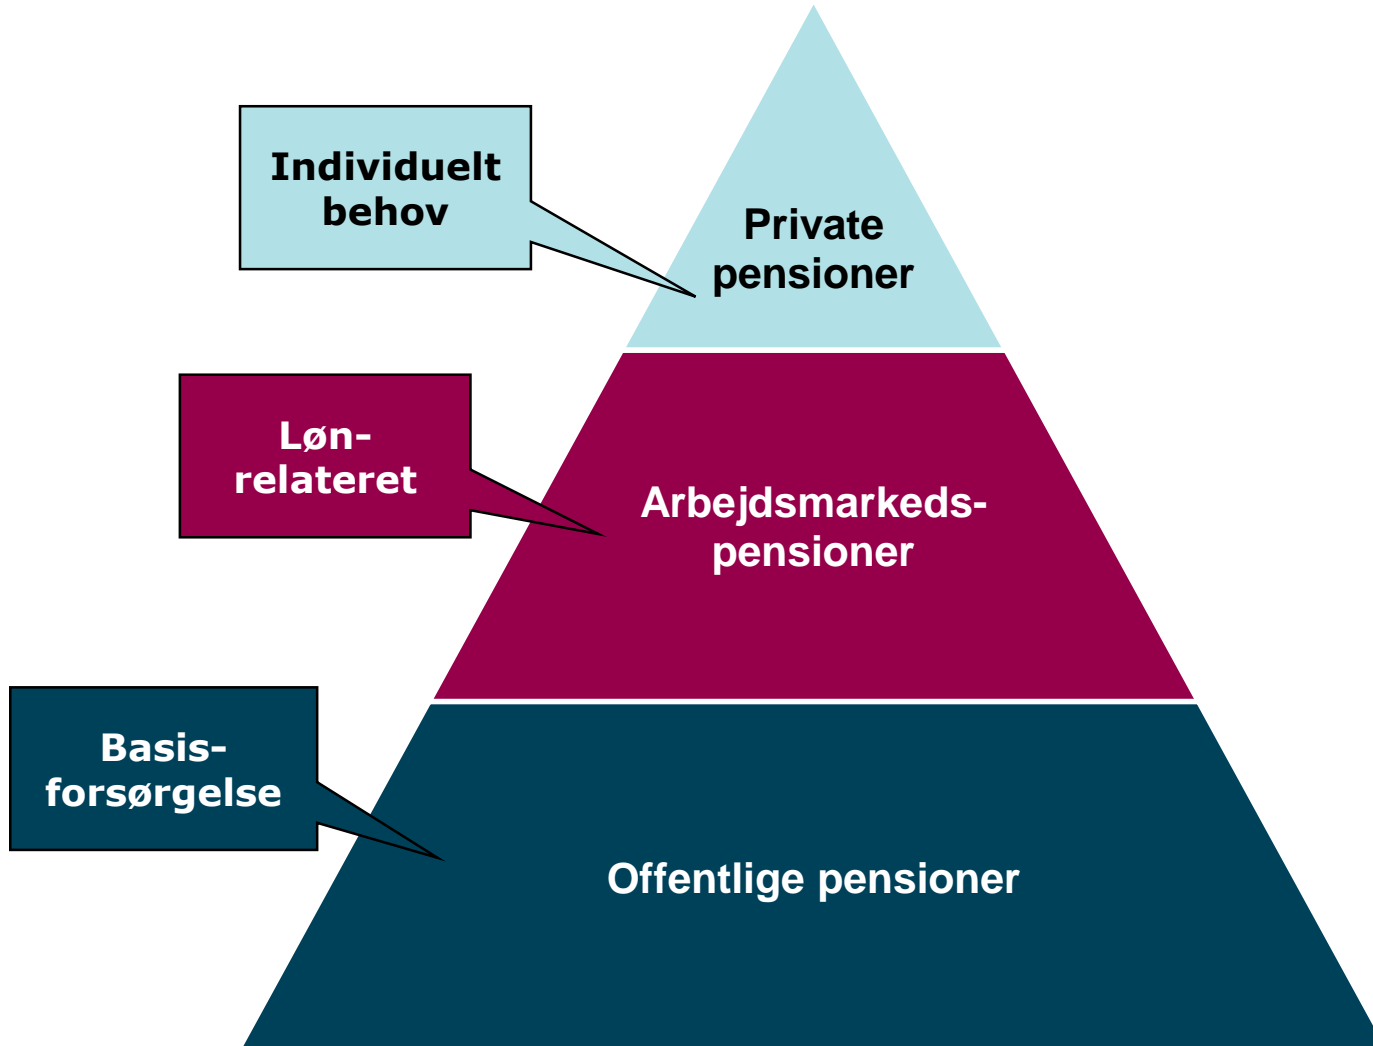 Individuelt
behov
Private
pensioner
Løn-
relateret
Arbejdsmarkeds-
pensioner
Basis-
forsørgelse
Offentlige pensioner